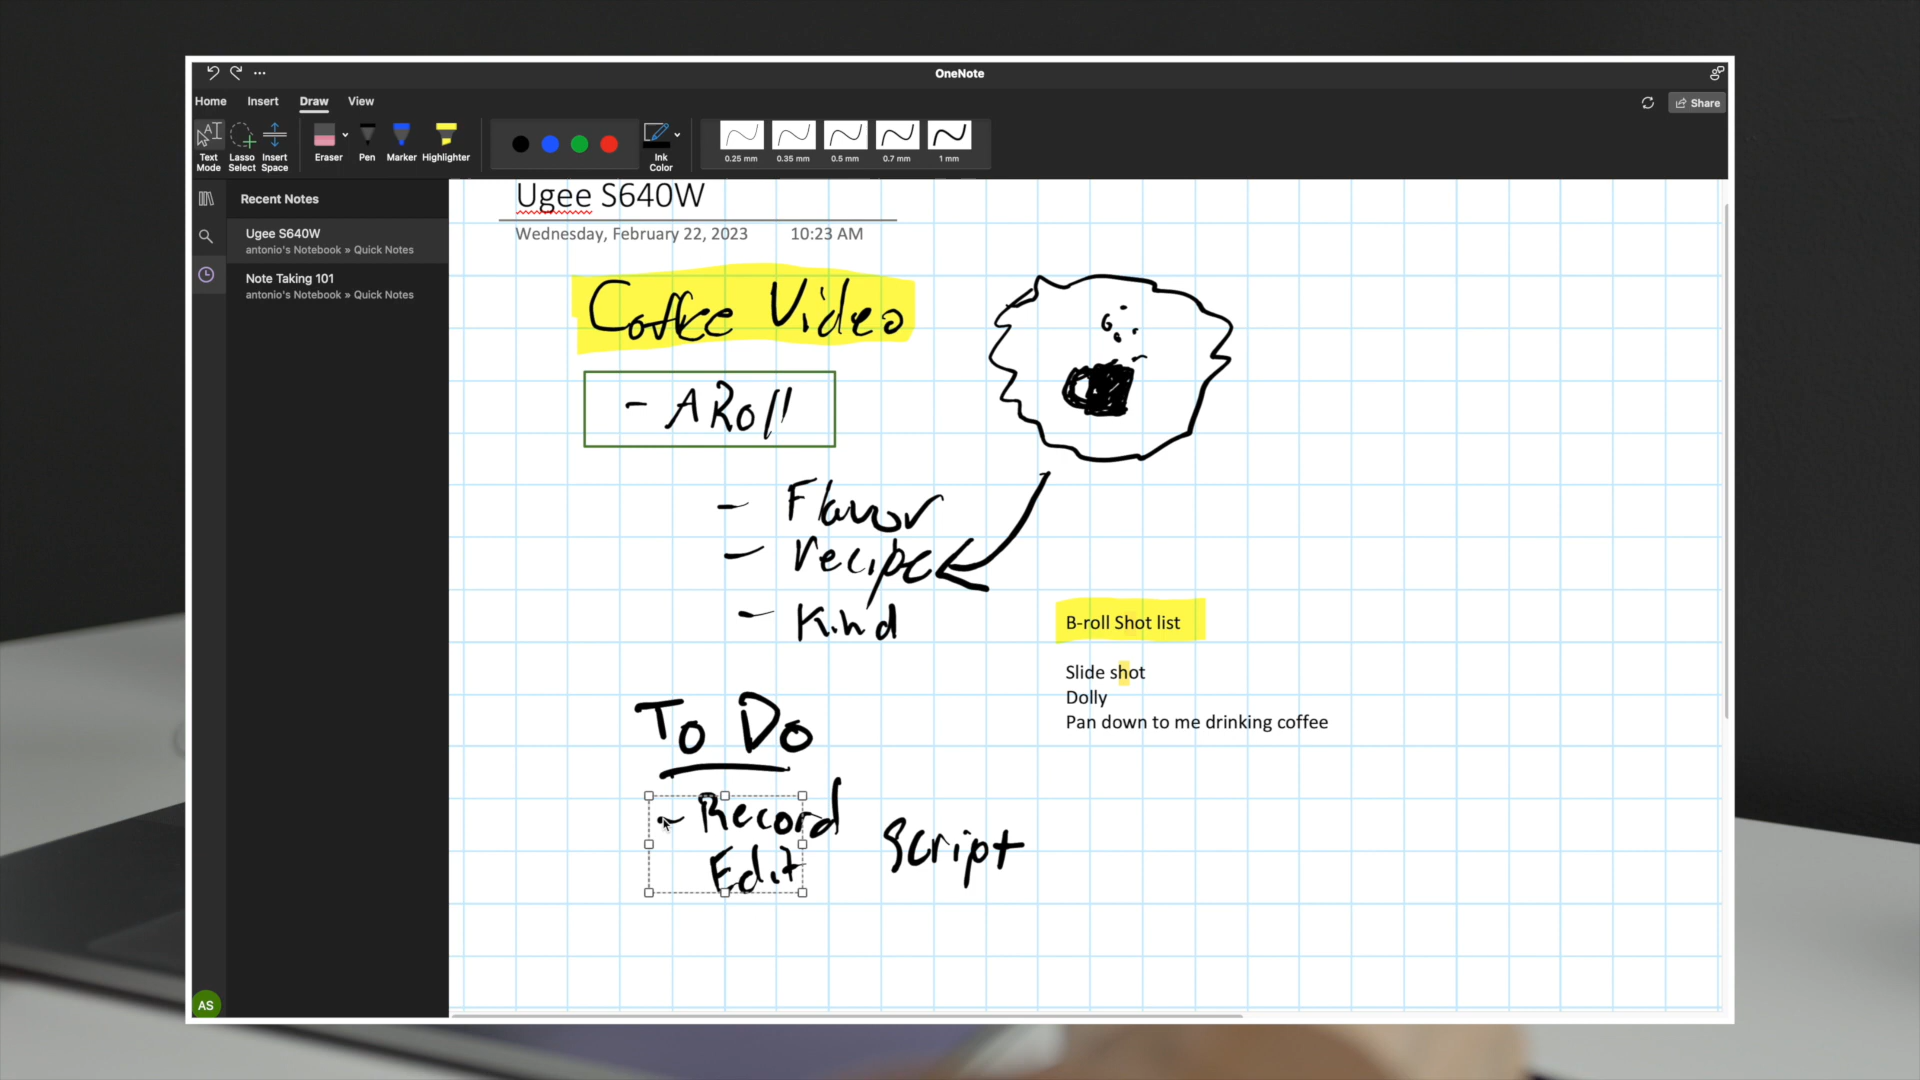 OneNote
Home Insert Draw View
Share
Text Mode
Lasso Select
Insert Space
Eraser
Pen
Marker
Highlighter
Ink Color
0.25 mm
0.35 mm
0.5 mm
0.7 mm
1 mm
Recent Notes
Ugee S640W
antonio's Notebook » Quick Notes
Note Taking 101
antonio's Notebook » Quick Notes
AS
Ugee S640W
Wednesday, February 22, 2023 10:23 AM
Coffee Video
- A Roll
- Flavor
- recipe
- Kind
To Do
- Record
Edit
Script
B-roll Shot list
Slide shot
Dolly
Pan down to me drinking coffee